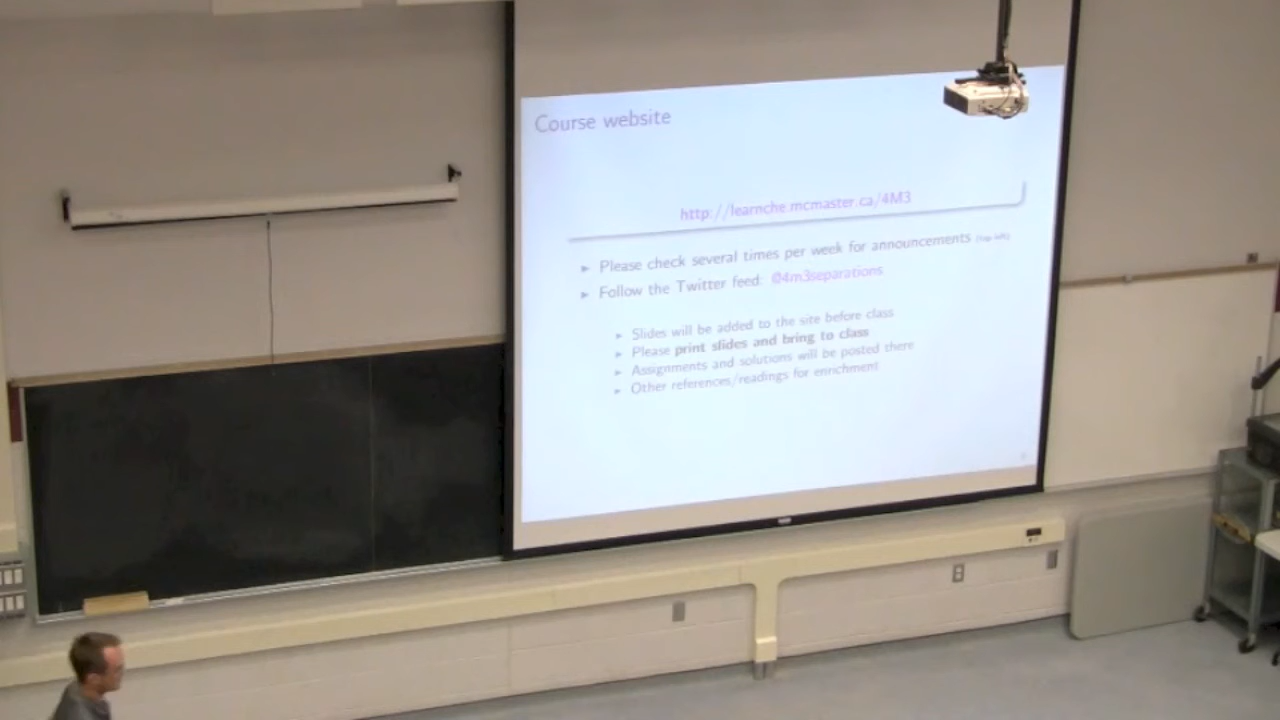 Course website
http://learnche.mcmaster.ca/4M3
► Please check several times per week for announcements
► Follow the Twitter feed: @4m3separations
► Slides will be added to the site before class
► Please print slides and bring to class
► Assignments and solutions will be posted there
► Other references/readings for enrichment